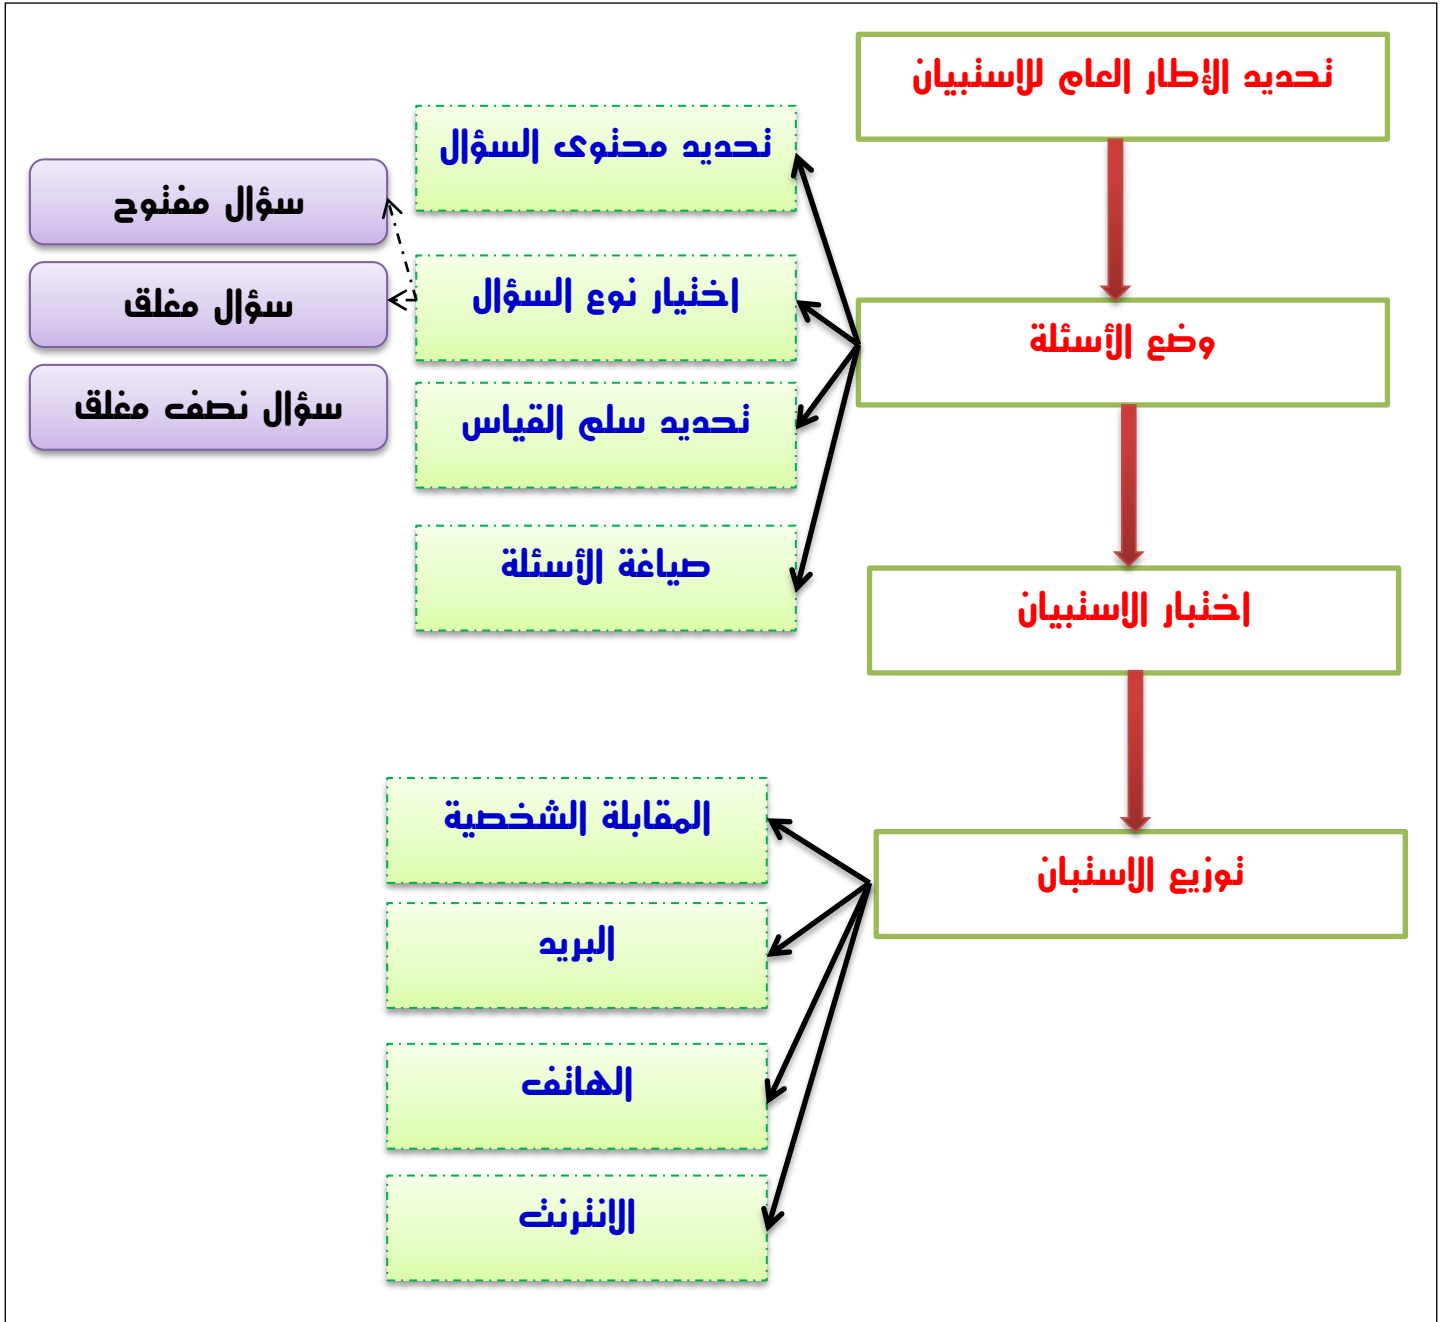 تحديد الإطار العام للاستبيان
وضع الأسئلة
تحديد محتوى السؤال
اختيار نوع السؤال
سؤال مفتوح
سؤال مغلق
سؤال نصف مغلق
تحديد سلم القياس
صياغة الأسئلة
اختبار الاستبيان
توزيع الاستبان
المقابلة الشخصية
البريد
الهاتف
الانترنت